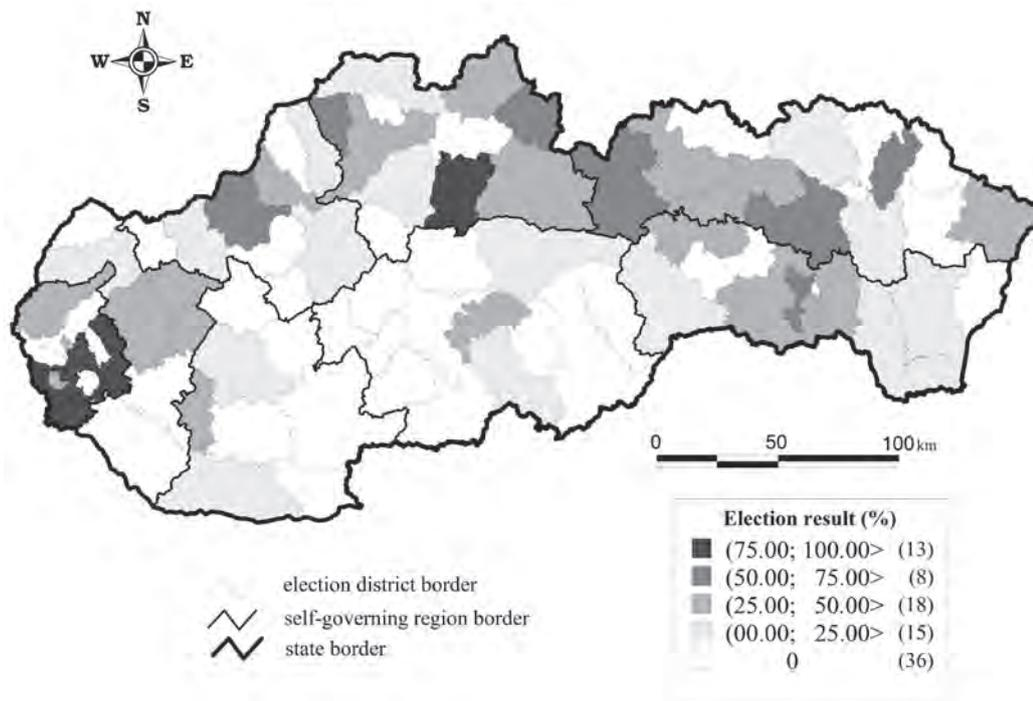 N
W E
S
0 50 100 km
Election result (%)
(75.00; 100.00> (13)
(50.00; 75.00> (8)
(25.00; 50.00> (18)
(00.00; 25.00> (15)
0 (36)
election district border
self-governing region border
state border